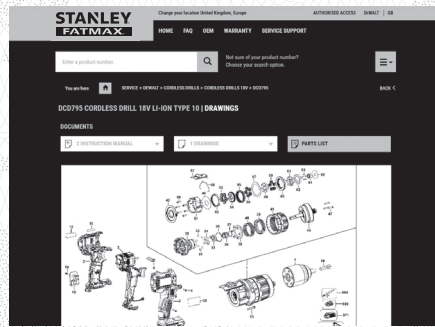 STANLEY
FATMAX.
Change your location United Kingdom, Europe
AUTHORISED ACCESS DeWALT GB
HOME FAQ OEM WARRANTY SERVICE SUPPORT
Enter a product number.
Not sure of your product number?
Choose your search option.
You are here
SERVICE > DEWALT > CORDLESS DRILLS > CORDLESS DRILLS 18V > DCD795
BACK
DCD795 CORDLESS DRILL 18V LI-ION TYPE 10 | DRAWINGS
DOCUMENTS
2 INSTRUCTION MANUAL
1 DRAWINGS
PARTS LIST